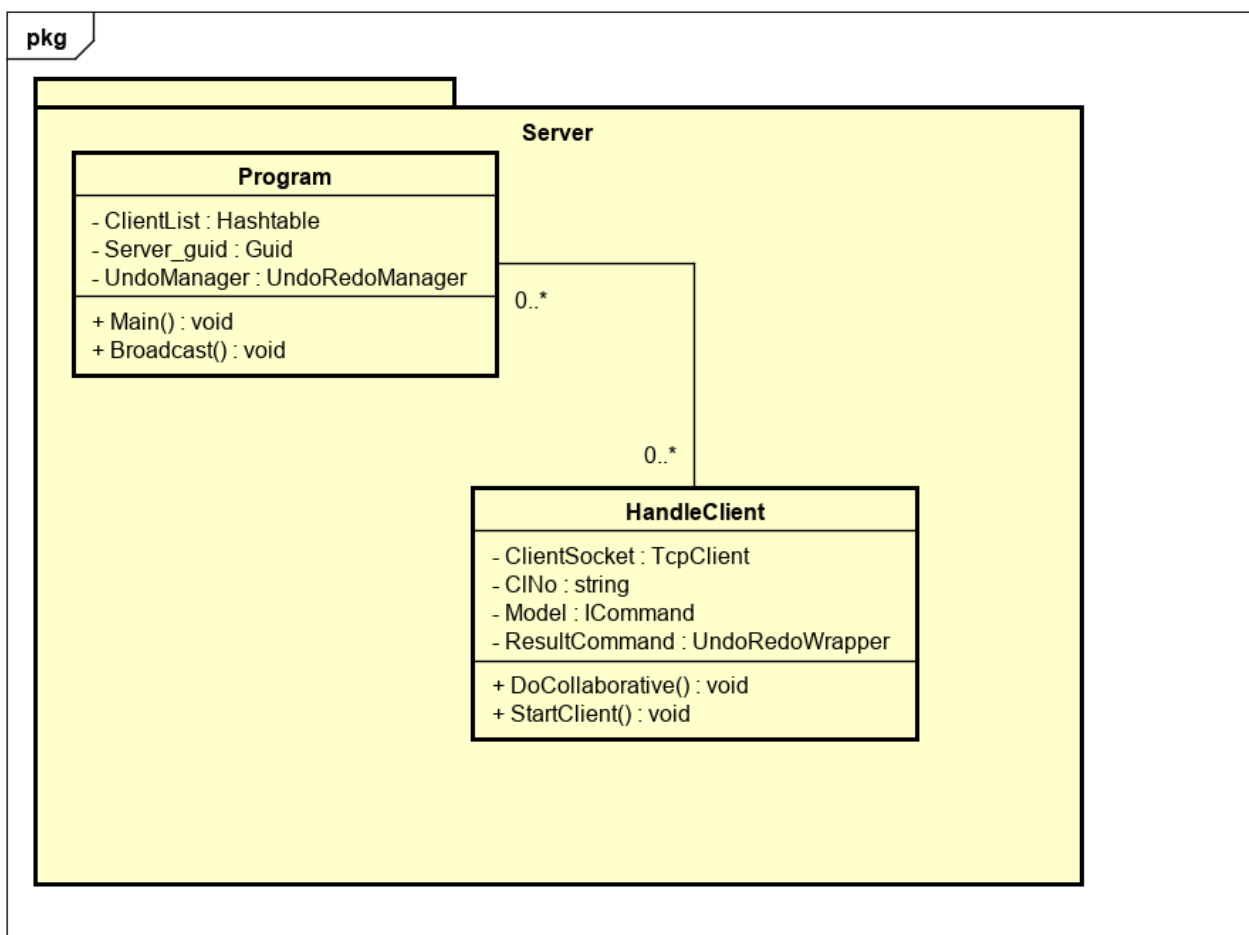 pkg
Server
Program
- ClientList : Hashtable
- Server_guid : Guid
- UndoManager : UndoRedoManager
+ Main() : void
+ Broadcast() : void
0..*
0..*
HandleClient
- ClientSocket : TcpClient
- ClNo : string
- Model : ICommand
- ResultCommand : UndoRedoWrapper
+ DoCollaborative() : void
+ StartClient() : void